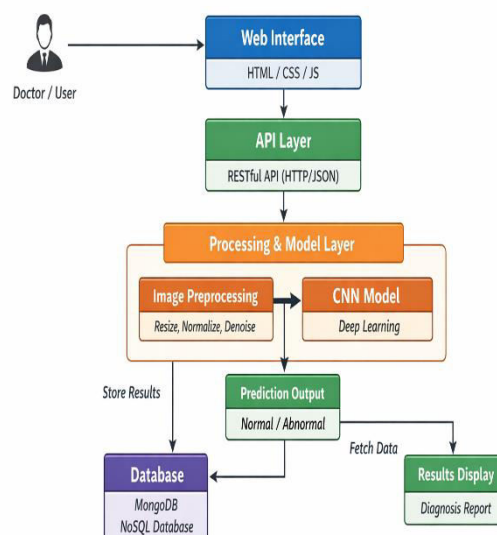 Web Interface
HTML / CSS / JS
Doctor / User
API Layer
RESTful API (HTTP/JSON)
Processing & Model Layer
Image Preprocessing
Resize, Normalize, Denoise
CNN Model
Deep Learning
Store Results
Prediction Output
Normal / Abnormal
Fetch Data
Database
MongoDB
NoSQL Database
Results Display
Diagnosis Report